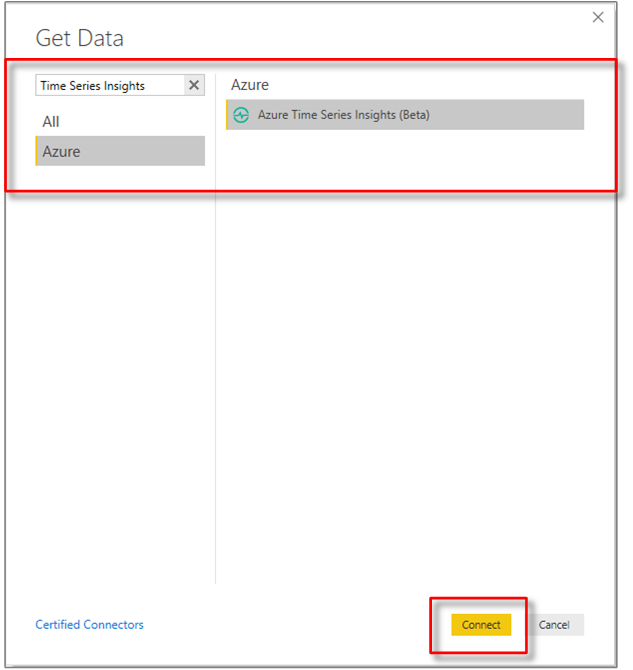 Get Data
Time Series Insights
All
Azure
Azure
Azure Time Series Insights (Beta)
Certified Connectors
Connect
Cancel